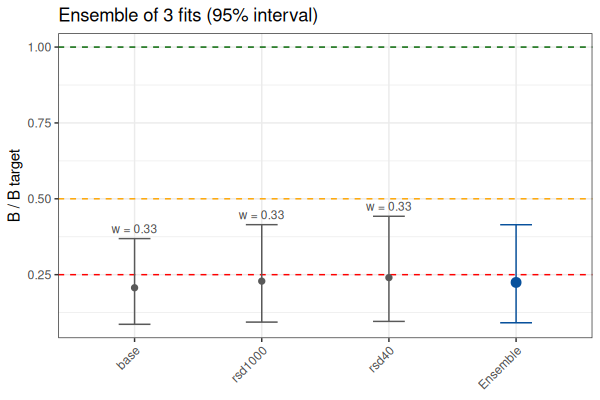 Ensemble of 3 fits (95% interval)
B / B target
1.00
0.75
0.50
0.25
w = 0.33
w = 0.33
w = 0.33
base
rsd1000
rsd40
Ensemble